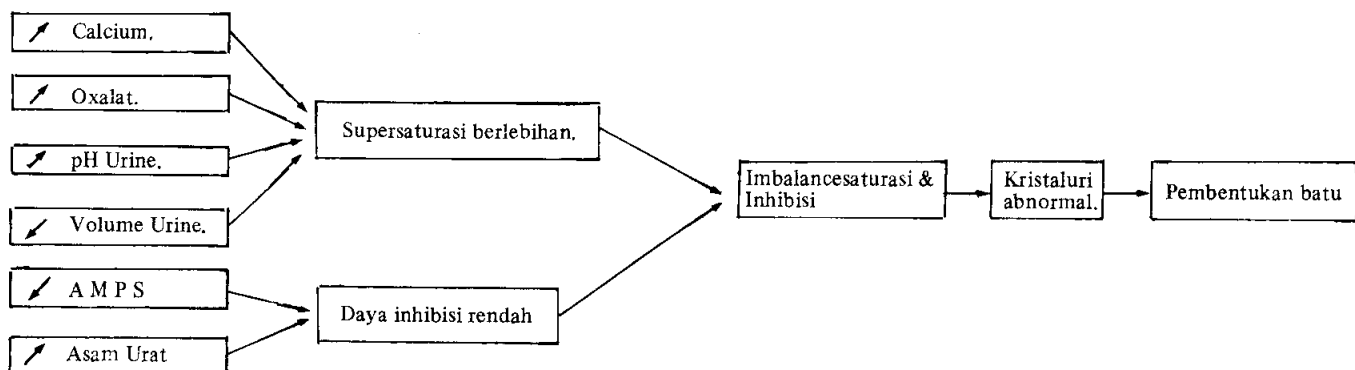 Calcium.
Oxalat.
pH Urine.
Volume Urine.
A M P S
Asam Urat
Supersaturasi berlebihan.
Daya inhibisi rendah
Imbalancesaturasi &
Inhibisi
Kristaluri
abnormal.
Pembentukan batu